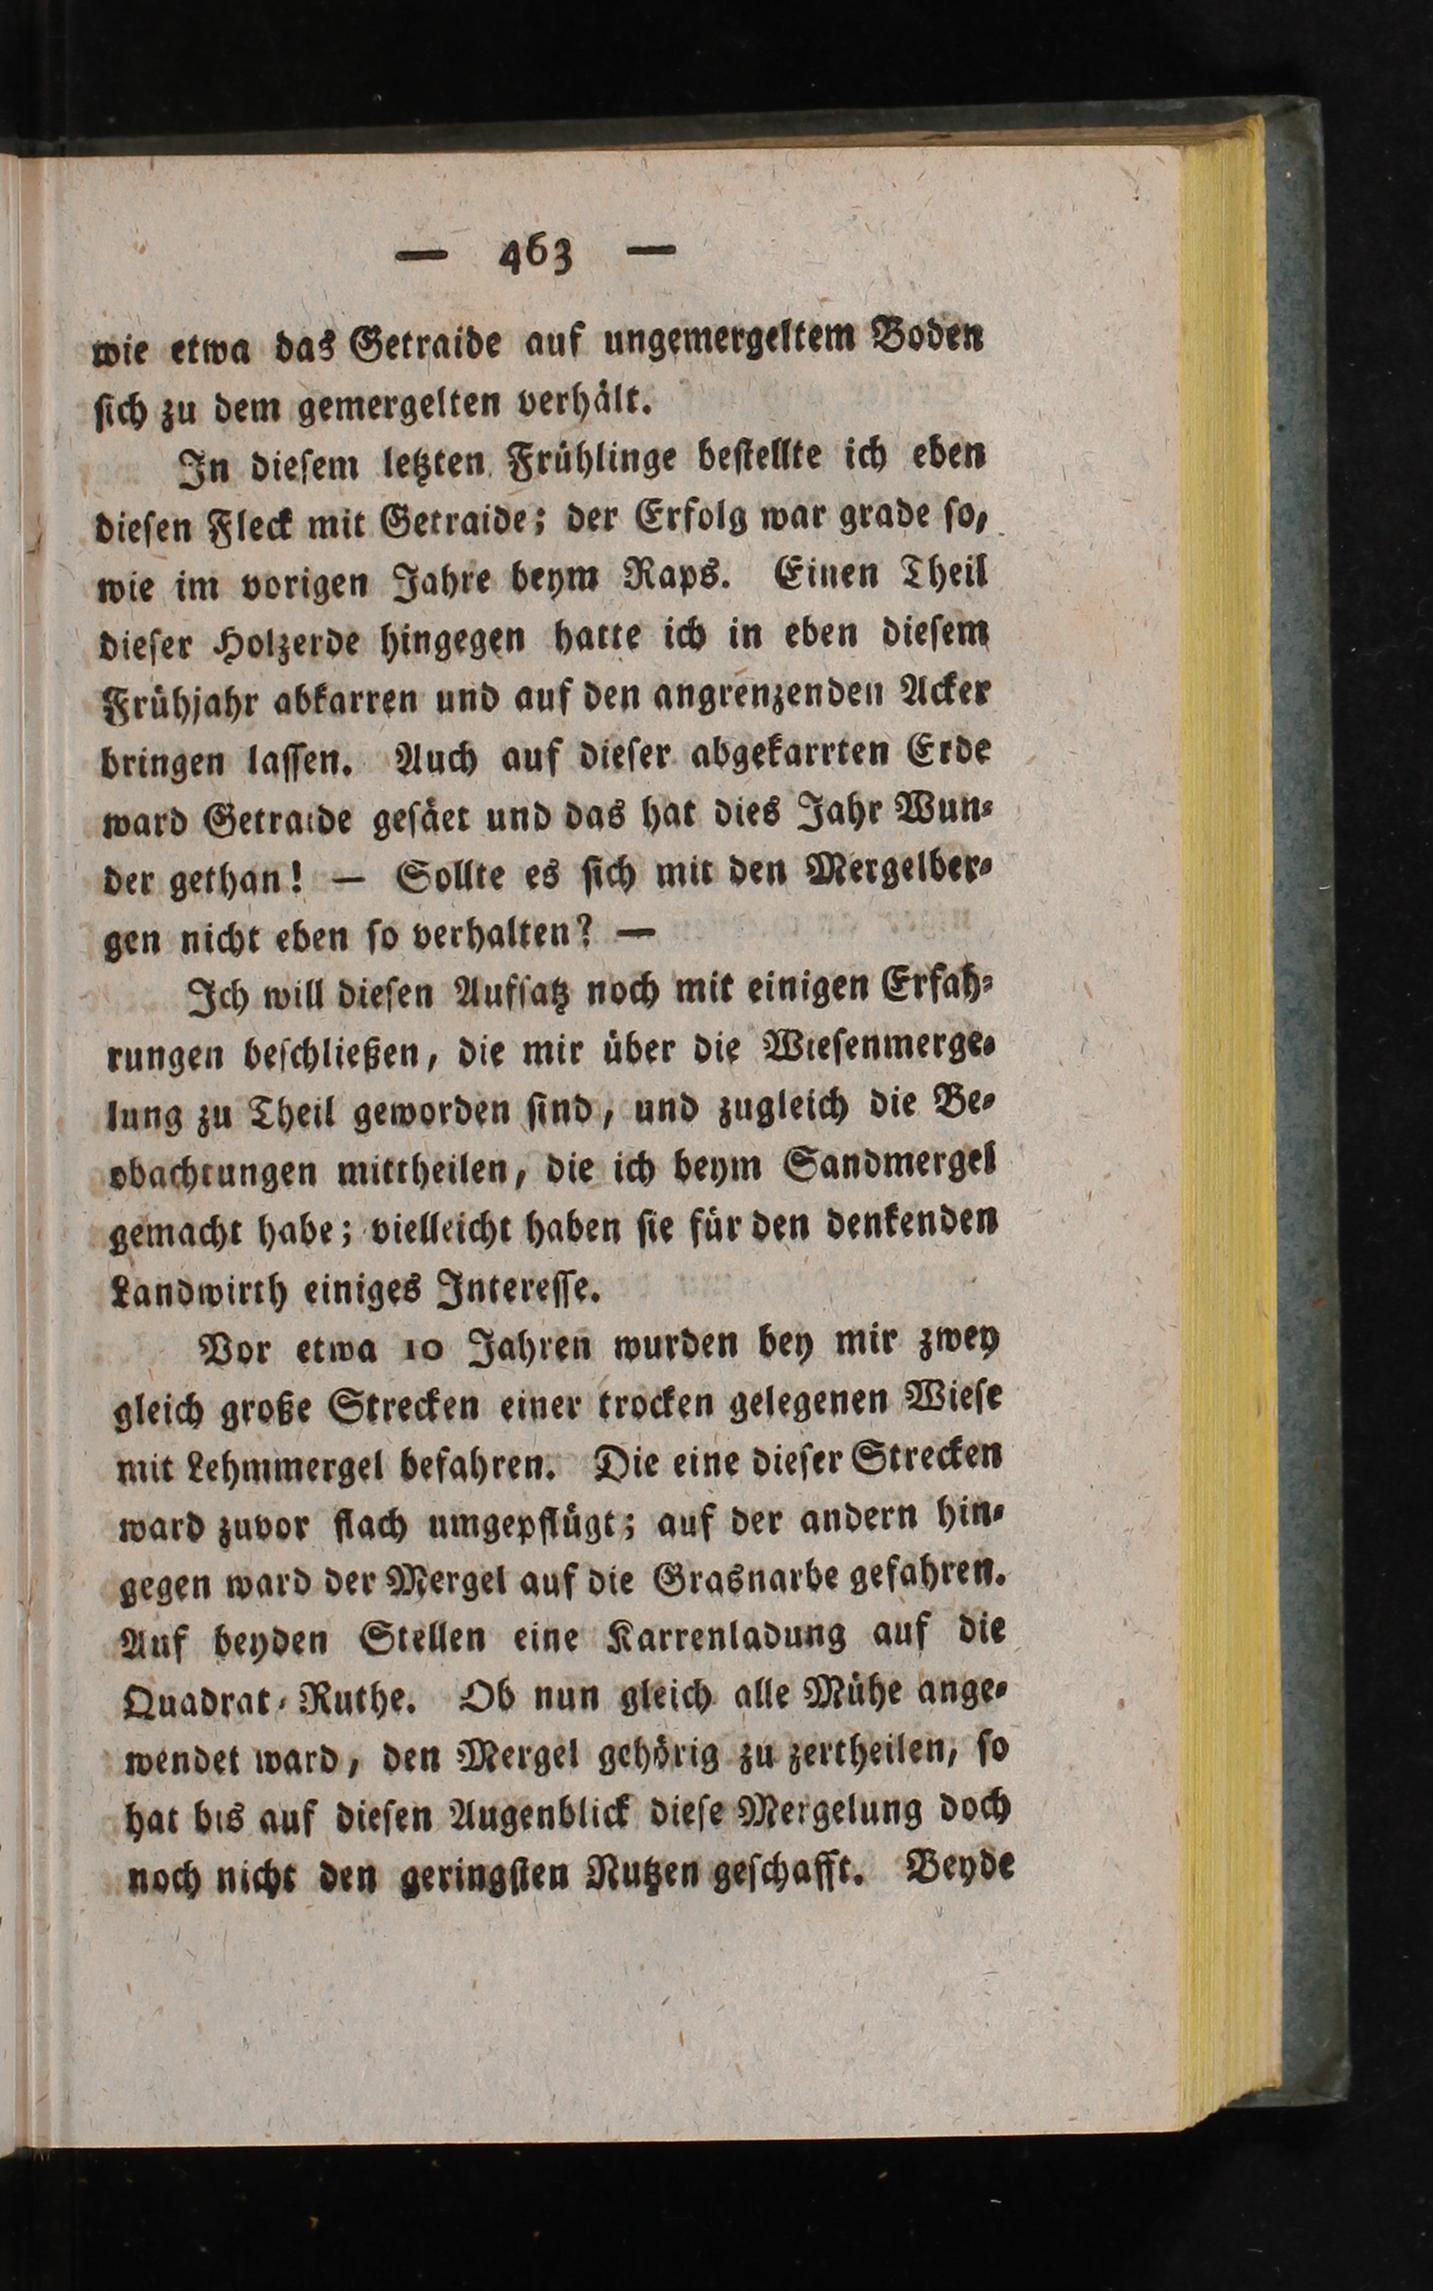 — 463 —
wie etwa das Getraide auf ungemergeltem Boden
ſich zu dem gemergelten verhält.
In dieſem letzten Frühlinge beſtellte ich eben
dieſen Fleck mit Getraide; der Erfolg war grade ſo,
wie im vorigen Jahre beym Raps. Einen Theil
dieſer Holzerde hingegen hatte ich in eben dieſem
Frühjahr abkarren und auf den angrenzenden Acker
bringen laſſen. Auch auf dieſer abgekarrten Erde
ward Getraide geſäet und das hat dies Jahr Wun⸗
der gethan! — Sollte es ſich mit den Mergelber⸗
gen nicht eben ſo verhalten? —
Ich will dieſen Aufſatz noch mit einigen Erfah⸗
rungen beſchließen, die mir über die Wieſenmerge⸗
lung zu Theil geworden ſind, und zugleich die Be⸗
obachtungen mittheilen, die ich beym Sandmergel
gemacht habe; vielleicht haben ſie für den denkenden
Landwirth einiges Intereſſe.
Vor etwa 10 Jahren wurden bey mir zwey
gleich große Strecken einer trocken gelegenen Wieſe
mit Lehmmergel befahren. Die eine dieſer Strecken
ward zuvor flach umgepflügt; auf der andern hin⸗
gegen ward der Mergel auf die Grasnarbe gefahren.
Auf beyden Stellen eine Karrenladung auf die
Quadrat⸗Ruthe. Ob nun gleich alle Mühe ange⸗
wendet ward, den Mergel gehörig zu zertheilen, ſo
hat bis auf dieſen Augenblick dieſe Mergelung doch
noch nicht den geringſten Nutzen geſchafft. Beyde